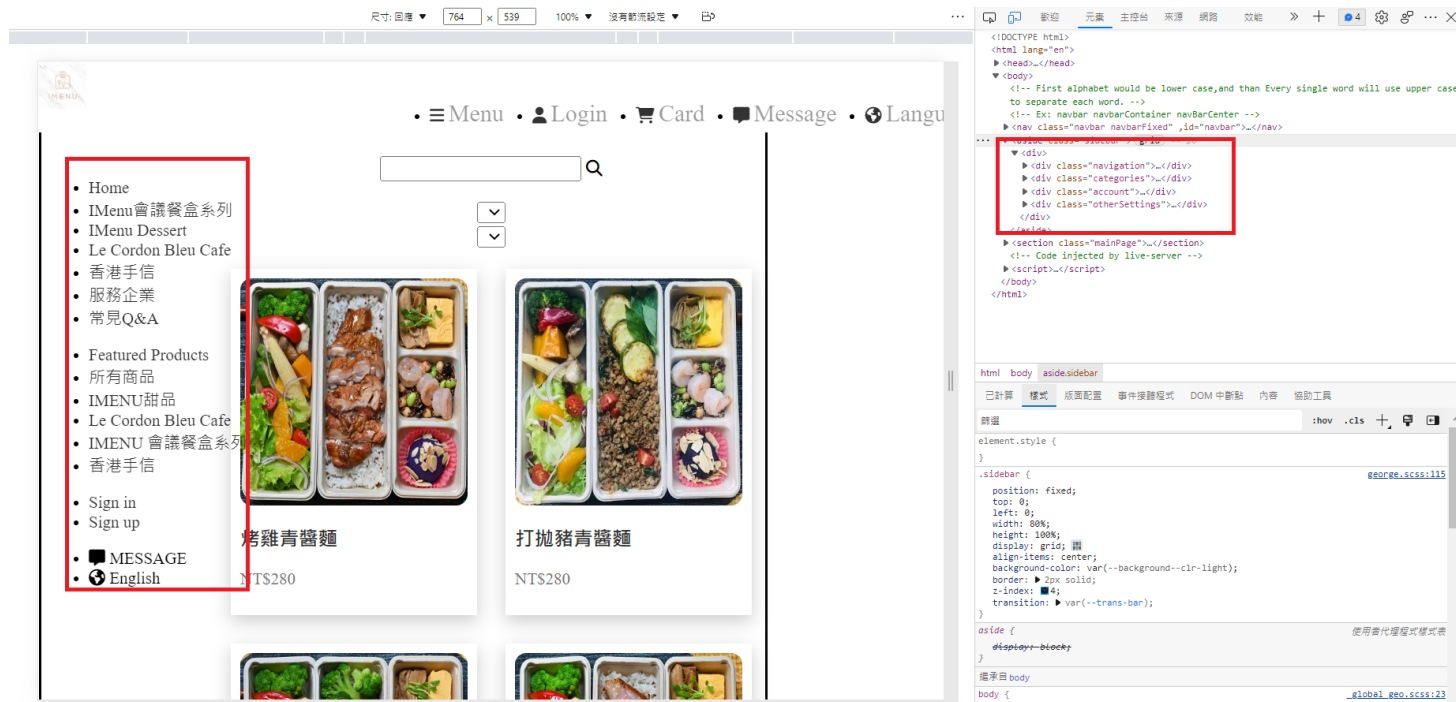 尺寸: 回應 ▼ 764 × 539 100% ▼ 沒有節流設定 ▼
歡迎 元素 主控台 來源 網路 效能 4
IMENU
Menu Login Card Message Langu
Home
IMenu會議餐盒系列
IMenu Dessert
Le Cordon Bleu Cafe
香港手信
服務企業
常見Q&A
Featured Products
所有商品
IMENU甜品
Le Cordon Bleu Cafe
IMENU 會議餐盒系列
香港手信
Sign in
Sign up
MESSAGE
English
烤雞青醬麵
NT$280
打拋豬青醬麵
NT$280
<!DOCTYPE html>
<html lang="en">
<head>…</head>
<body>
<!-- First alphabet would be lower case,and than Every single word will use upper case
to separate each word. -->
<!-- Ex: navbar navbarContainer navBarCenter -->
<nav class="navbar navbarFixed" ,id="navbar">…</nav>
<aside class="sidebar"> grid
<div>
<div class="navigation">…</div>
<div class="categories">…</div>
<div class="account">…</div>
<div class="otherSettings">…</div>
</div>
</aside>
<section class="mainPage">…</section>
<!-- Code injected by live-server -->
<script>…</script>
</body>
</html>
html body aside.sidebar
已計算 樣式 版面配置 事件接聽程式 DOM 中斷點 內容 協助工具
篩選 :hov .cls
element.style {
}
.sidebar { george.scss:115
position: fixed;
top: 0;
left: 0;
width: 80%;
height: 100%;
display: grid;
align-items: center;
background-color: var(--background--clr-light);
border: 2px solid;
z-index: 4;
transition: var(--trans-bar);
}
aside { 使用者代理程式樣式表
display: block;
}
繼承自 body
body { _global_geo.scss:23